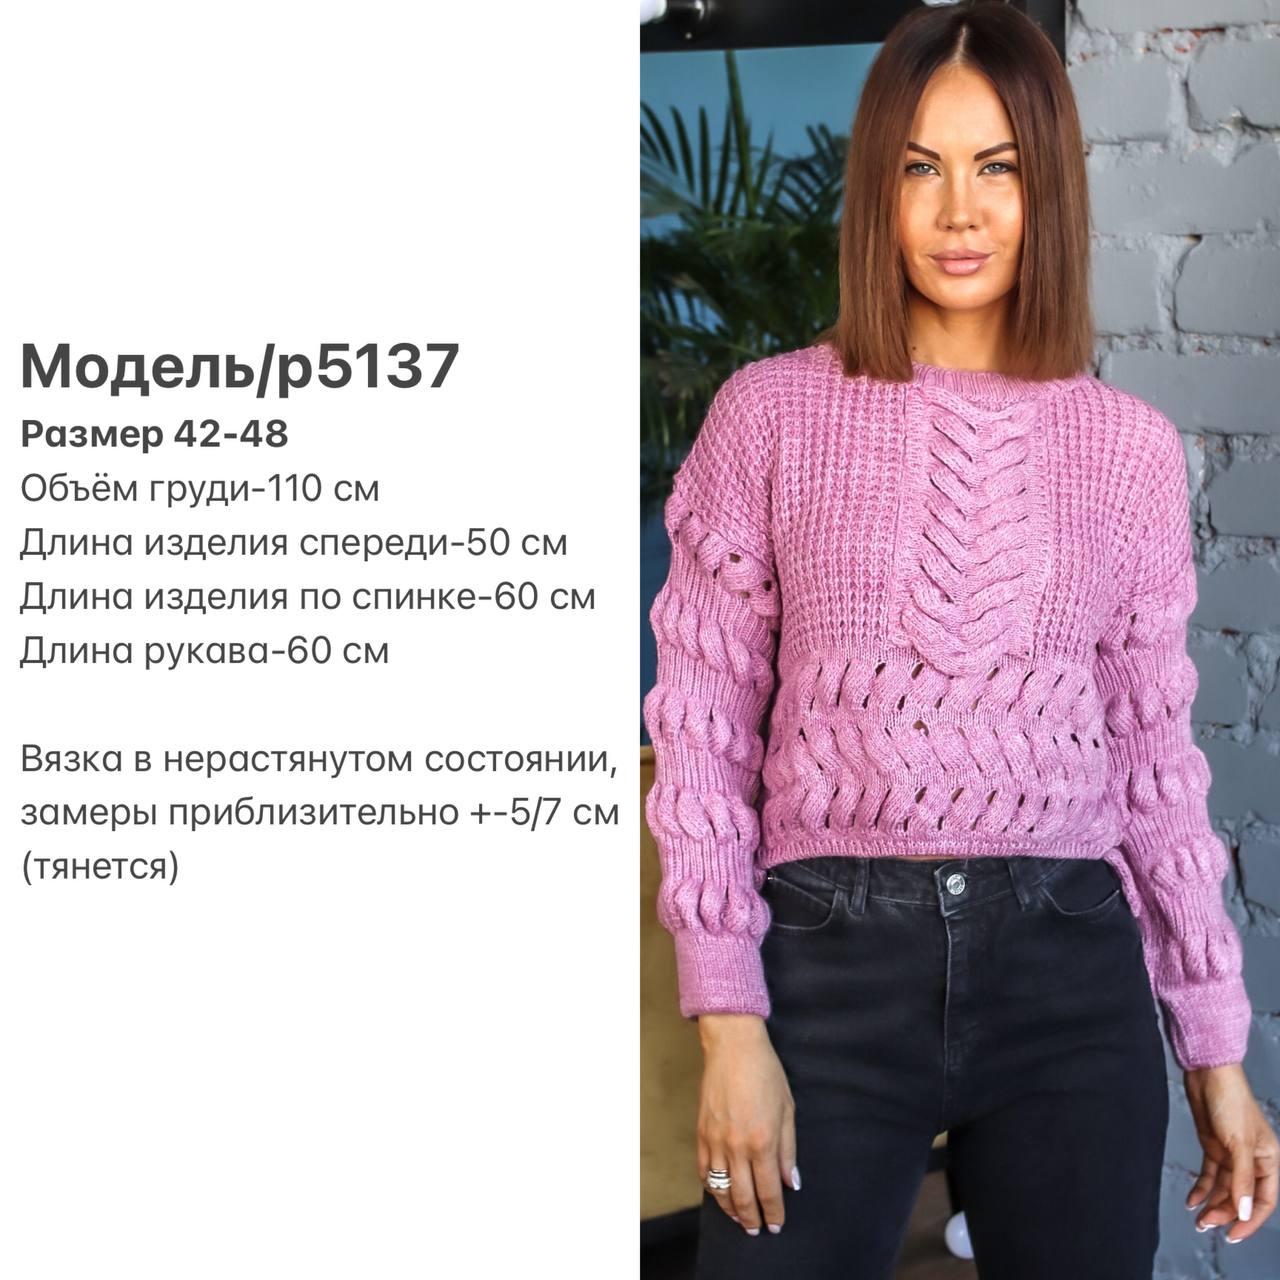 Модель/р5137
Размер 42-48
Объём груди-110 см
Длина изделия спереди-50 см
Длина изделия по спинке-60 см
Длина рукава-60 см
Вязка в нерастянутом состоянии,
замеры приблизительно +-5/7 см
(тянется)